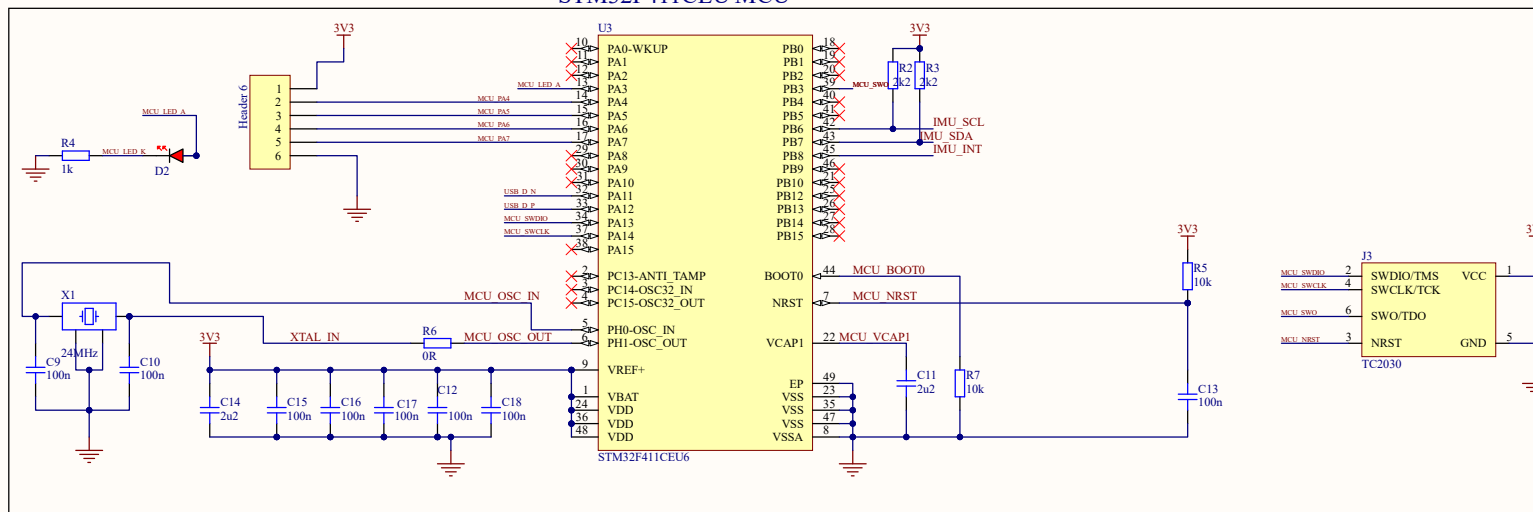 STM32F411CEU MCU
3V3
Header 6
1
2
3
4
5
6
MCU_LED_A
R4
1k
MCU_LED_K
D2
MCU_LED_A
MCU_PA4
MCU_PA5
MCU_PA6
MCU_PA7
USB_D_N
USB_D_P
MCU_SWDIO
MCU_SWCLK
U3
10 PA0-WKUP
11 PA1
12 PA2
13 PA3
14 PA4
15 PA5
16 PA6
17 PA7
29 PA8
30 PA9
31 PA10
32 PA11
33 PA12
34 PA13
37 PA14
38 PA15
2 PC13-ANTI_TAMP
3 PC14-OSC32_IN
4 PC15-OSC32_OUT
5 PH0-OSC_IN
6 PH1-OSC_OUT
9 VREF+
1 VBAT
24 VDD
36 VDD
48 VDD
PB0 18
PB1 19
PB2 20
PB3 39
PB4 40
PB5 41
PB6 42
PB7 43
PB8 45
PB9 46
PB10 21
PB12 25
PB13 26
PB14 27
PB15 28
BOOT0 44
NRST 7
VCAP1 22
EP 49
VSS 23
VSS 35
VSS 47
VSSA 8
STM32F411CEU6
3V3
R2
2k2
R3
2k2
MCU_SWO
IMU_SCL
IMU_SDA
IMU_INT
MCU_BOOT0
MCU_NRST
MCU_VCAP1
C11
2u2
R7
10k
3V3
R5
10k
C13
100n
X1
24MHz
C9
100n
C10
100n
MCU_OSC_IN
XTAL_IN
R6
0R
MCU_OSC_OUT
3V3
C14
2u2
C15
100n
C16
100n
C17
100n
C12
100n
C18
100n
J3
MCU_SWDIO 2 SWDIO/TMS
MCU_SWCLK 4 SWCLK/TCK
MCU_SWO 6 SWO/TDO
MCU_NRST 3 NRST
VCC 1
GND 5
TC2030